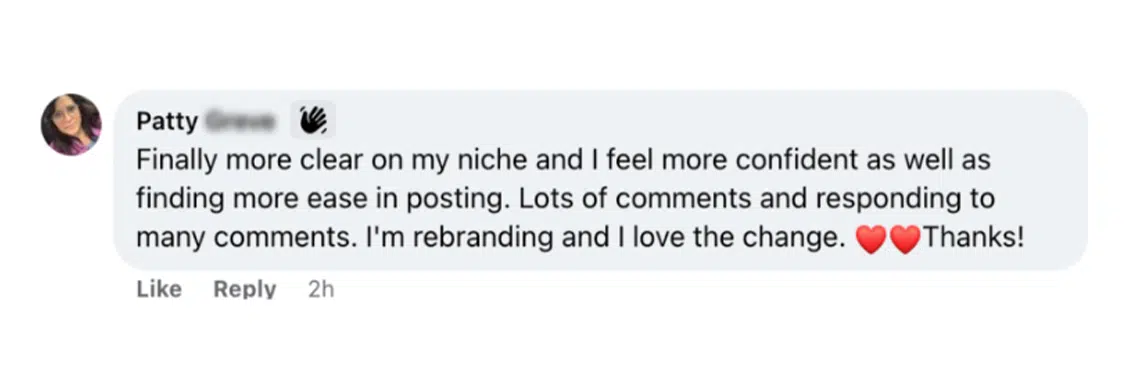 Patty
Finally more clear on my niche and I feel more confident as well as
finding more ease in posting. Lots of comments and responding to
many comments. I'm rebranding and I love the change. ❤️❤️Thanks!
Like Reply 2h